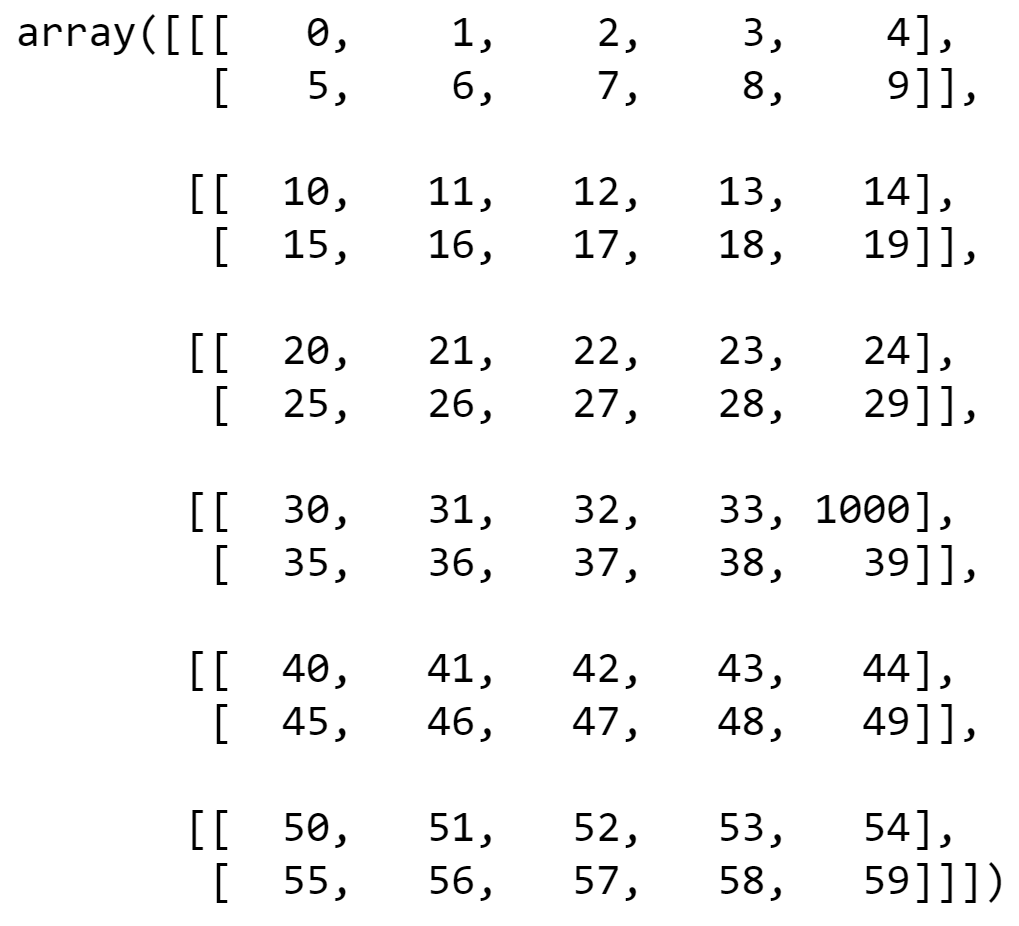 array([[[   0,    1,    2,    3,    4],
        [   5,    6,    7,    8,    9]],

       [[  10,   11,   12,   13,   14],
        [  15,   16,   17,   18,   19]],

       [[  20,   21,   22,   23,   24],
        [  25,   26,   27,   28,   29]],

       [[  30,   31,   32,   33, 1000],
        [  35,   36,   37,   38,   39]],

       [[  40,   41,   42,   43,   44],
        [  45,   46,   47,   48,   49]],

       [[  50,   51,   52,   53,   54],
        [  55,   56,   57,   58,   59]]])